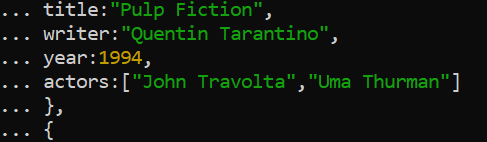 ... title:"Pulp Fiction",
... writer:"Quentin Tarantino",
... year:1994,
... actors:["John Travolta","Uma Thurman"]
... },
... {